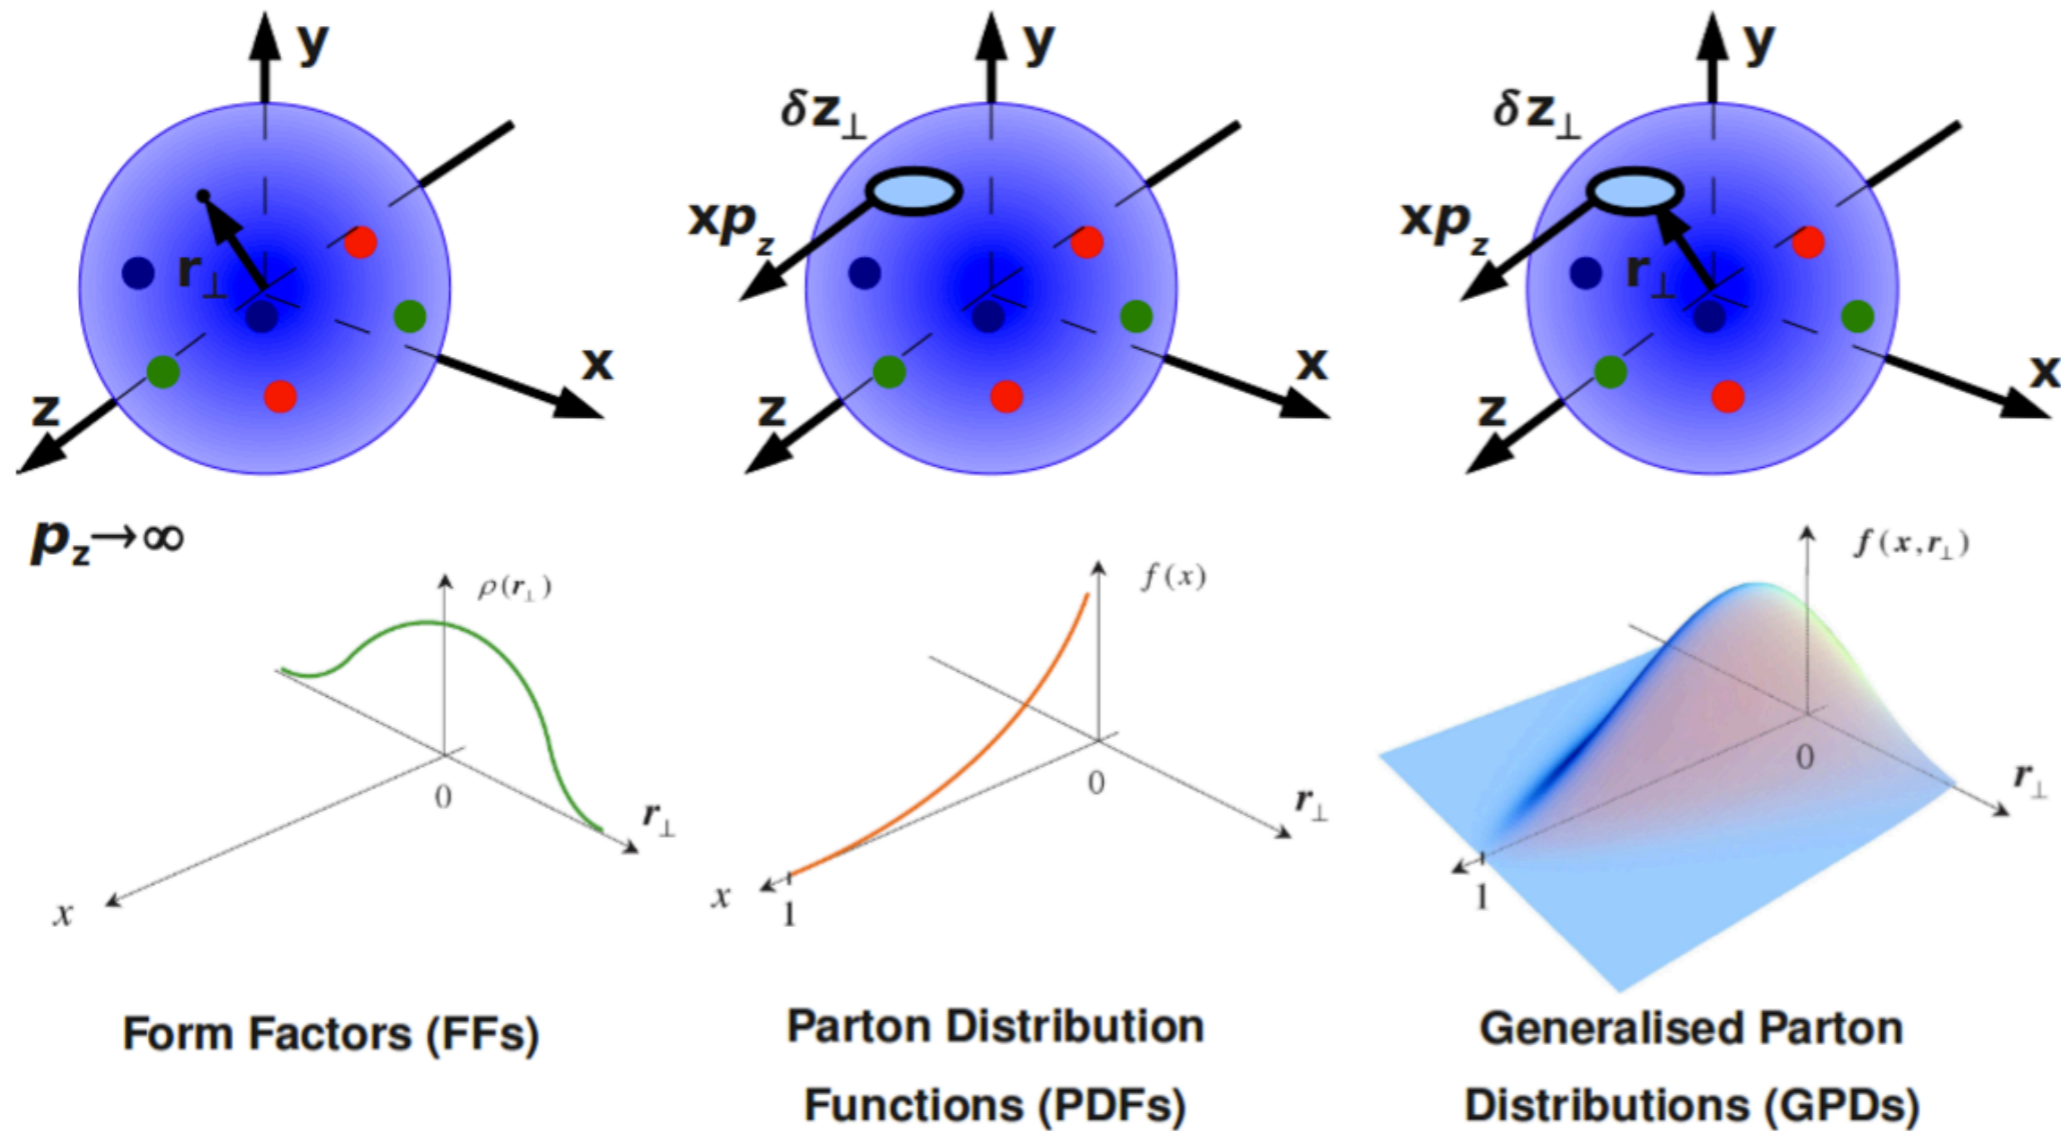 y
r⊥
z
x
p_z→∞
ρ(r⊥)
0
r⊥
x
Form Factors (FFs)
y
δz⊥
xp_z
z
x
f(x)
0
r⊥
x
1
Parton Distribution
Functions (PDFs)
y
δz⊥
xp_z
r⊥
z
x
f(x,r⊥)
0
r⊥
1
Generalised Parton
Distributions (GPDs)